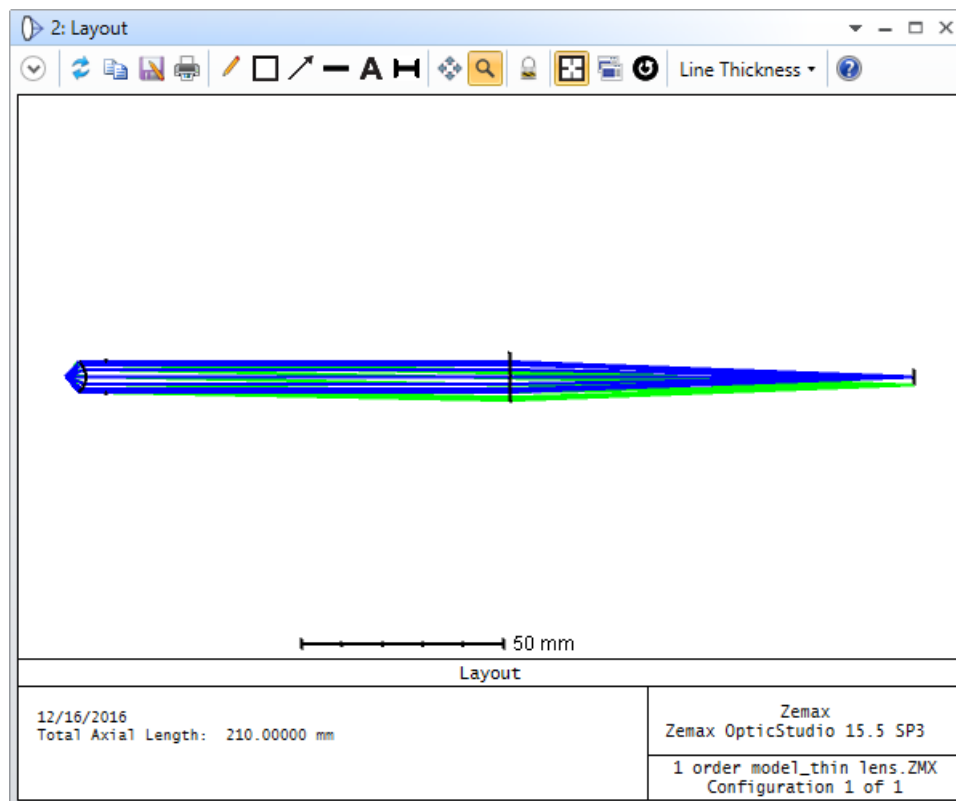 2: Layout
A
Line Thickness
50 mm
Layout
12/16/2016
Total Axial Length: 210.00000 mm
Zemax
Zemax OpticStudio 15.5 SP3
1 order model_thin lens.ZMX
Configuration 1 of 1